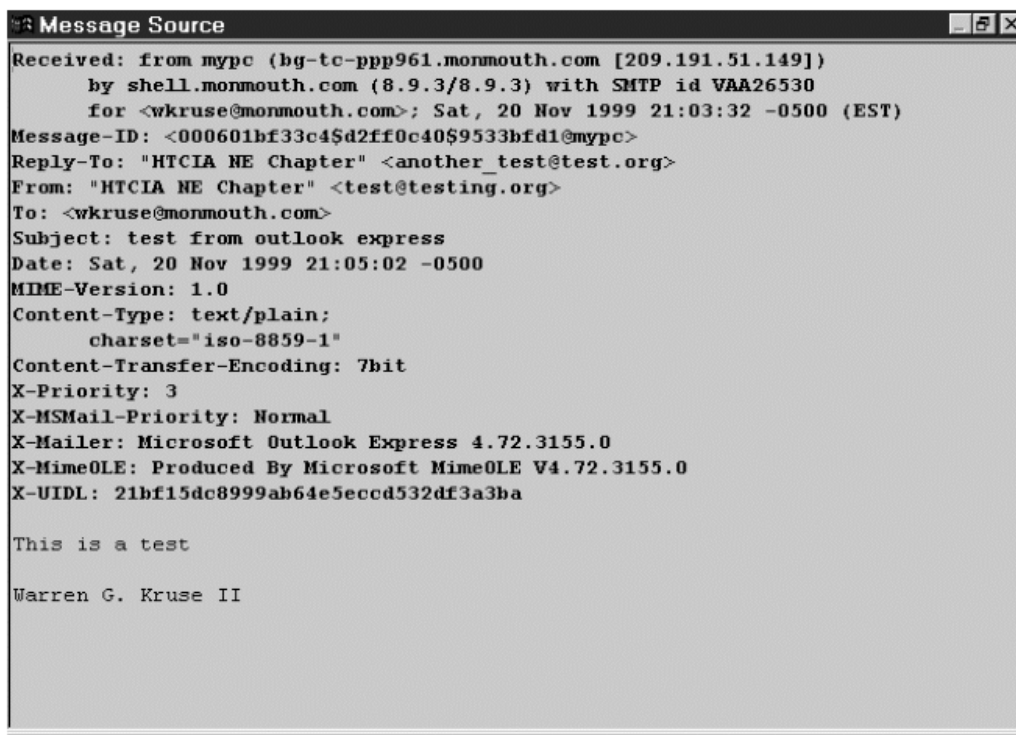 Message Source
Received: from mypc (bg-tc-ppp961.monmouth.com [209.191.51.149])
by shell.monmouth.com (8.9.3/8.9.3) with SMTP id VAA26530
for <wkruse@monmouth.com>; Sat, 20 Nov 1999 21:03:32 -0500 (EST)
Message-ID: <000601bf33c4$d2ff0c40$9533bfd1@mypc>
Reply-To: "HTCIA NE Chapter" <another_test@test.org>
From: "HTCIA NE Chapter" <test@testing.org>
To: <wkruse@monmouth.com>
Subject: test from outlook express
Date: Sat, 20 Nov 1999 21:05:02 -0500
MIME-Version: 1.0
Content-Type: text/plain;
charset="iso-8859-1"
Content-Transfer-Encoding: 7bit
X-Priority: 3
X-MSMail-Priority: Normal
X-Mailer: Microsoft Outlook Express 4.72.3155.0
X-MimeOLE: Produced By Microsoft MimeOLE V4.72.3155.0
X-UIDL: 21bf15dc8999ab64e5eccd532df3a3ba
This is a test
Warren G. Kruse II